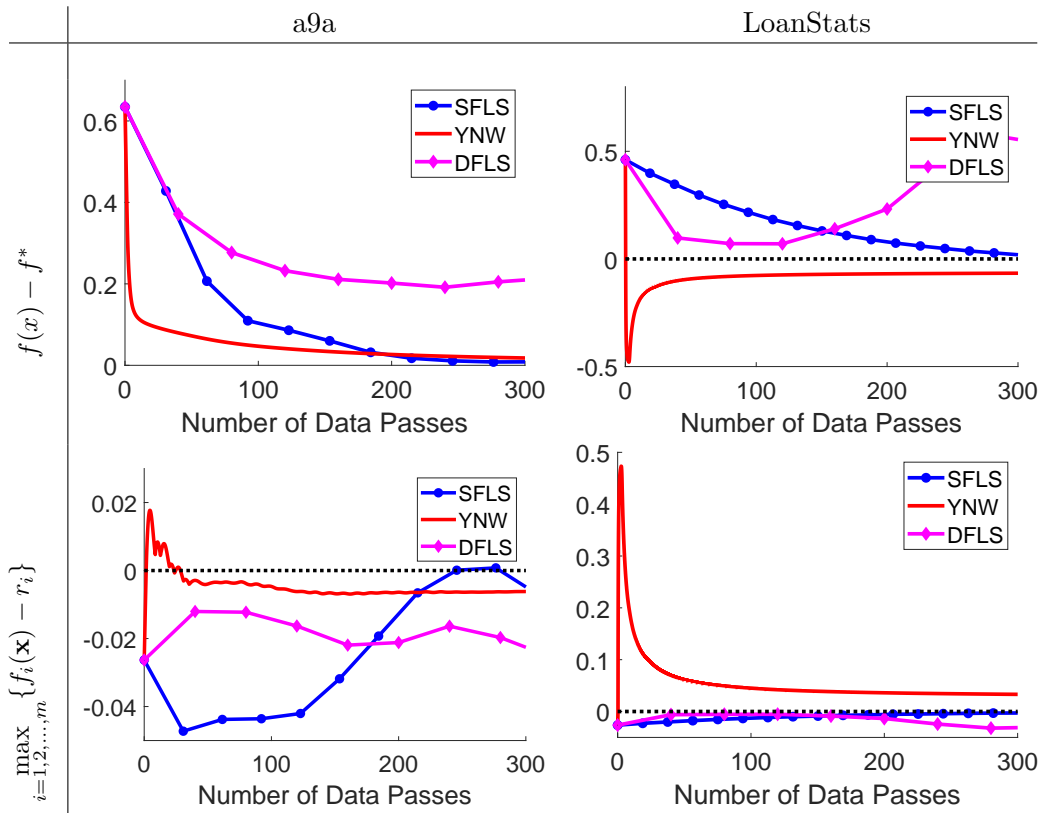 a9a
LoanStats
f(x) − f*
0.6
0.4
0.2
0
0
100
200
300
Number of Data Passes
SFLS
YNW
DFLS
0.5
0
-0.5
0
100
200
300
Number of Data Passes
SFLS
YNW
DFLS
max {f_i(𝐱) − r_i}
i=1,2,...,m
0.02
0
-0.02
-0.04
0
100
200
300
Number of Data Passes
SFLS
YNW
DFLS
0.5
0.4
0.3
0.2
0.1
0
0
100
200
300
Number of Data Passes
SFLS
YNW
DFLS